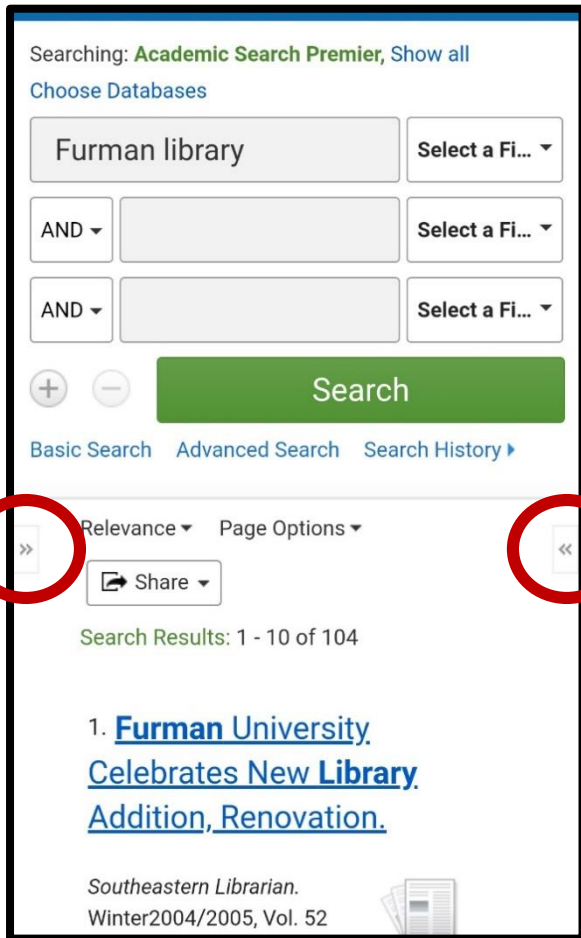 Searching: Academic Search Premier, Show all
Choose Databases
Furman library Select a Fi...
AND Select a Fi...
AND Select a Fi...
Search
Basic Search Advanced Search Search History
» Relevance Page Options «
Share
Search Results: 1 - 10 of 104
1. Furman University
Celebrates New Library
Addition, Renovation.
Southeastern Librarian.
Winter2004/2005, Vol. 52